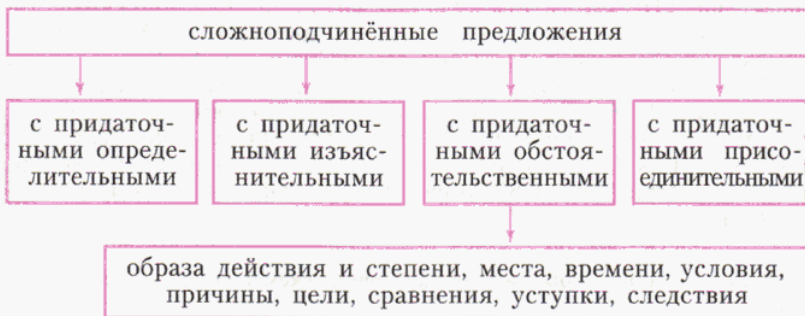 сложноподчинённые предложения
с придаточ-
ными опреде-
лительными
с придаточ-
ными изъяс-
нительными
с придаточ-
ными обстоя-
тельственными
с придаточ-
ными присо-
единительными
образа действия и степени, места, времени, условия,
причины, цели, сравнения, уступки, следствия